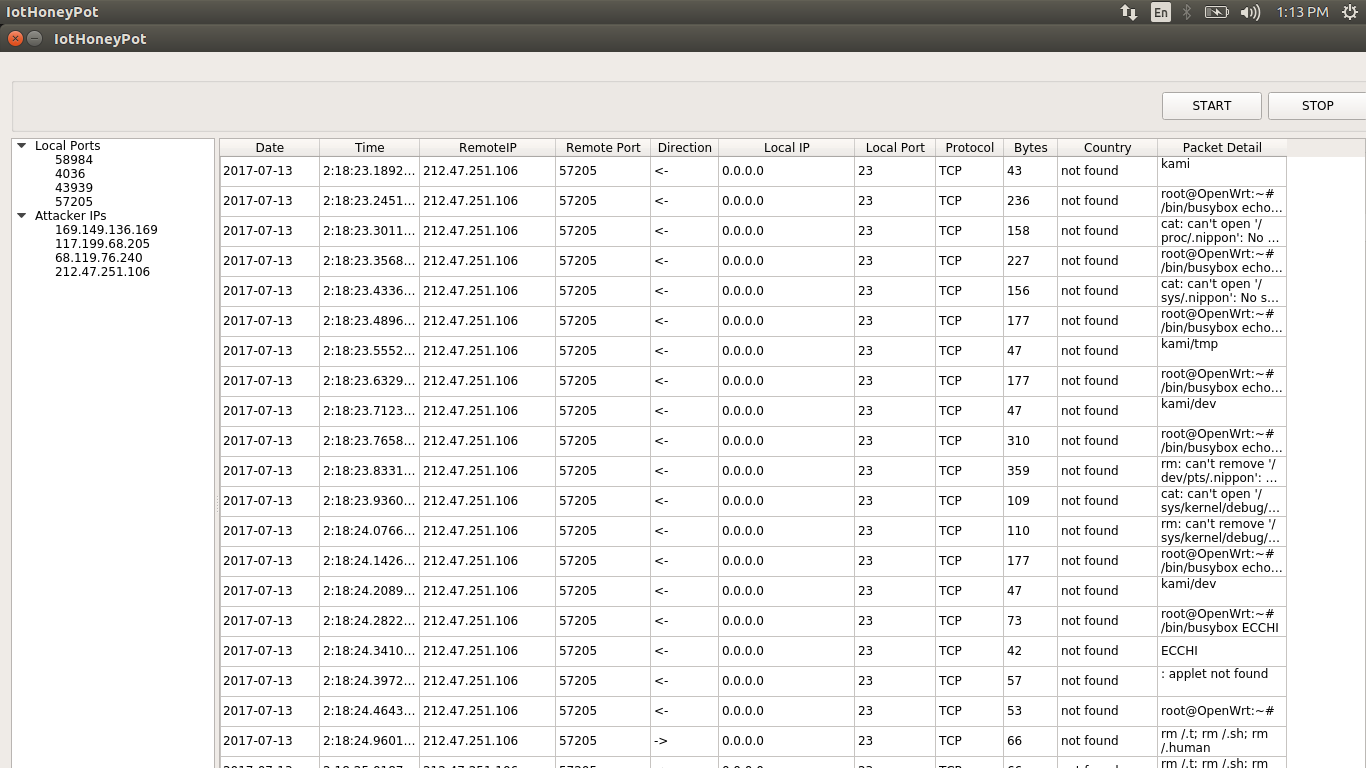 IotHoneyPot
En
1:13 PM
IotHoneyPot
START
STOP
Local Ports
58984
4036
43939
57205
Attacker IPs
169.149.136.169
117.199.68.205
68.119.76.240
212.47.251.106
Date Time RemoteIP Remote Port Direction Local IP Local Port Protocol Bytes Country Packet Detail
2017-07-13 2:18:23.1892... 212.47.251.106 57205 <- 0.0.0.0 23 TCP 43 not found kami
2017-07-13 2:18:23.2451... 212.47.251.106 57205 <- 0.0.0.0 23 TCP 236 not found root@OpenWrt:~#
/bin/busybox echo...
2017-07-13 2:18:23.3011... 212.47.251.106 57205 <- 0.0.0.0 23 TCP 158 not found cat: can't open '/
proc/.nippon': No ...
2017-07-13 2:18:23.3568... 212.47.251.106 57205 <- 0.0.0.0 23 TCP 227 not found root@OpenWrt:~#
/bin/busybox echo...
2017-07-13 2:18:23.4336... 212.47.251.106 57205 <- 0.0.0.0 23 TCP 156 not found cat: can't open '/
sys/.nippon': No s...
2017-07-13 2:18:23.4896... 212.47.251.106 57205 <- 0.0.0.0 23 TCP 177 not found root@OpenWrt:~#
/bin/busybox echo...
2017-07-13 2:18:23.5552... 212.47.251.106 57205 <- 0.0.0.0 23 TCP 47 not found kami/tmp
2017-07-13 2:18:23.6329... 212.47.251.106 57205 <- 0.0.0.0 23 TCP 177 not found root@OpenWrt:~#
/bin/busybox echo...
2017-07-13 2:18:23.7123... 212.47.251.106 57205 <- 0.0.0.0 23 TCP 47 not found kami/dev
2017-07-13 2:18:23.7658... 212.47.251.106 57205 <- 0.0.0.0 23 TCP 310 not found root@OpenWrt:~#
/bin/busybox echo...
2017-07-13 2:18:23.8331... 212.47.251.106 57205 <- 0.0.0.0 23 TCP 359 not found rm: can't remove '/
dev/pts/.nippon': ...
2017-07-13 2:18:23.9360... 212.47.251.106 57205 <- 0.0.0.0 23 TCP 109 not found cat: can't open '/
sys/kernel/debug/...
2017-07-13 2:18:24.0766... 212.47.251.106 57205 <- 0.0.0.0 23 TCP 110 not found rm: can't remove '/
sys/kernel/debug/...
2017-07-13 2:18:24.1426... 212.47.251.106 57205 <- 0.0.0.0 23 TCP 177 not found root@OpenWrt:~#
/bin/busybox echo...
2017-07-13 2:18:24.2089... 212.47.251.106 57205 <- 0.0.0.0 23 TCP 47 not found kami/dev
2017-07-13 2:18:24.2822... 212.47.251.106 57205 <- 0.0.0.0 23 TCP 73 not found root@OpenWrt:~#
/bin/busybox ECCHI
2017-07-13 2:18:24.3410... 212.47.251.106 57205 <- 0.0.0.0 23 TCP 42 not found ECCHI
2017-07-13 2:18:24.3972... 212.47.251.106 57205 <- 0.0.0.0 23 TCP 57 not found : applet not found
2017-07-13 2:18:24.4643... 212.47.251.106 57205 <- 0.0.0.0 23 TCP 53 not found root@OpenWrt:~#
2017-07-13 2:18:24.9601... 212.47.251.106 57205 -> 0.0.0.0 23 TCP 66 not found rm /.t; rm /.sh; rm
/.human
rm /.t; rm /.sh; rm